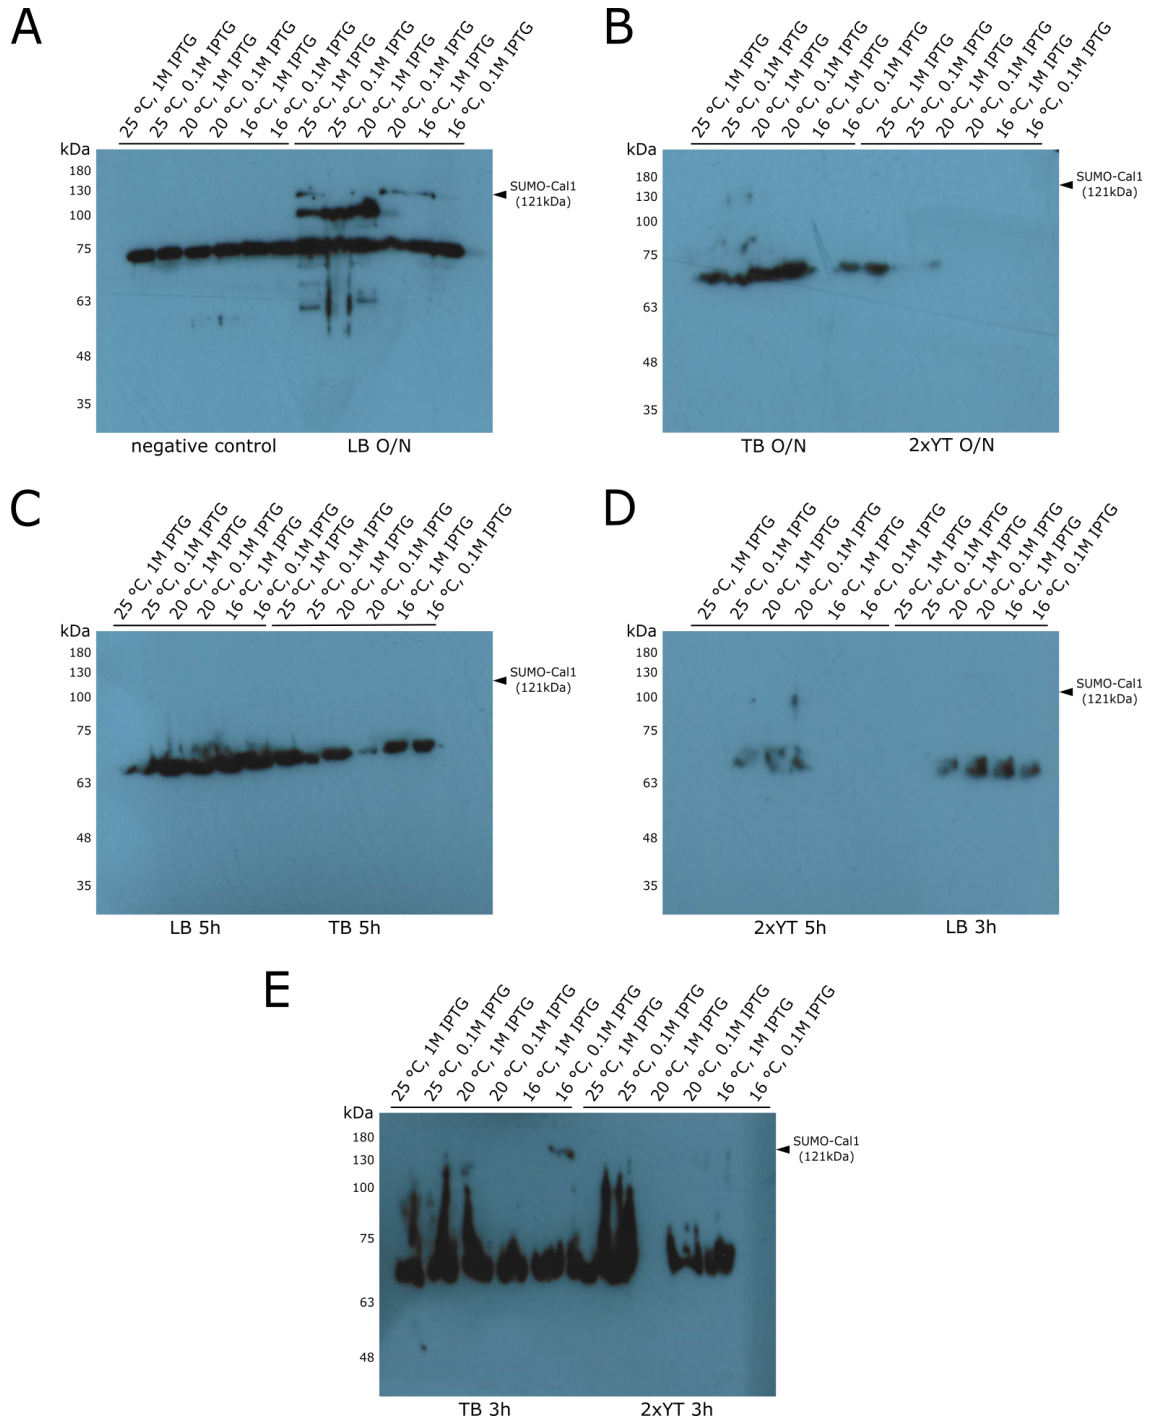 A
25 °C, 1M IPTG
25 °C, 0.1M IPTG
20 °C, 1M IPTG
20 °C, 0.1M IPTG
16 °C, 1M IPTG
16 °C, 0.1M IPTG
25 °C, 1M IPTG
25 °C, 0.1M IPTG
20 °C, 1M IPTG
20 °C, 0.1M IPTG
16 °C, 1M IPTG
16 °C, 0.1M IPTG
kDa
180
130
100
75
63
48
35
SUMO-Cal1
(121kDa)
negative control
LB O/N
B
25 °C, 1M IPTG
25 °C, 0.1M IPTG
20 °C, 1M IPTG
20 °C, 0.1M IPTG
16 °C, 1M IPTG
16 °C, 0.1M IPTG
25 °C, 1M IPTG
25 °C, 0.1M IPTG
20 °C, 1M IPTG
20 °C, 0.1M IPTG
16 °C, 1M IPTG
16 °C, 0.1M IPTG
kDa
180
130
100
75
63
48
35
SUMO-Cal1
(121kDa)
TB O/N
2xYT O/N
C
25 °C, 1M IPTG
25 °C, 0.1M IPTG
20 °C, 1M IPTG
20 °C, 0.1M IPTG
16 °C, 1M IPTG
16 °C, 0.1M IPTG
25 °C, 1M IPTG
25 °C, 0.1M IPTG
20 °C, 1M IPTG
20 °C, 0.1M IPTG
16 °C, 1M IPTG
16 °C, 0.1M IPTG
kDa
180
130
100
75
63
48
35
SUMO-Cal1
(121kDa)
LB 5h
TB 5h
D
25 °C, 1M IPTG
25 °C, 0.1M IPTG
20 °C, 1M IPTG
20 °C, 0.1M IPTG
16 °C, 1M IPTG
16 °C, 0.1M IPTG
25 °C, 1M IPTG
25 °C, 0.1M IPTG
20 °C, 1M IPTG
20 °C, 0.1M IPTG
16 °C, 1M IPTG
16 °C, 0.1M IPTG
kDa
180
130
100
75
63
48
35
SUMO-Cal1
(121kDa)
2xYT 5h
LB 3h
E
25 °C, 1M IPTG
25 °C, 0.1M IPTG
20 °C, 1M IPTG
20 °C, 0.1M IPTG
16 °C, 1M IPTG
16 °C, 0.1M IPTG
25 °C, 1M IPTG
25 °C, 0.1M IPTG
20 °C, 1M IPTG
20 °C, 0.1M IPTG
16 °C, 1M IPTG
16 °C, 0.1M IPTG
kDa
180
130
100
75
63
48
SUMO-Cal1
(121kDa)
TB 3h
2xYT 3h